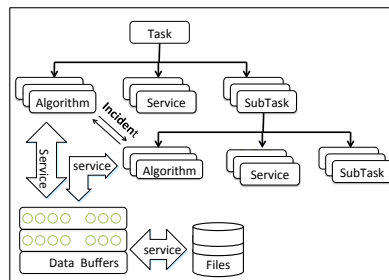 Task
Algorithm
Service
SubTask
Incident
Service
service
Algorithm
Service
SubTask
Data Buffers
service
Files